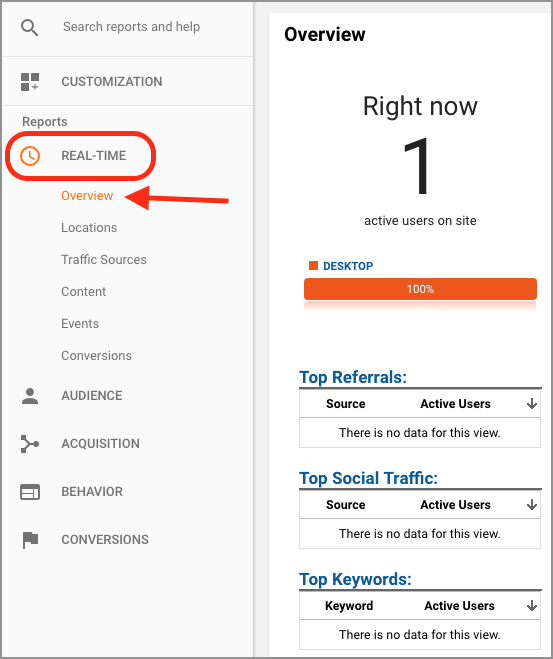 Search reports and help
CUSTOMIZATION
Reports
REAL-TIME
Overview
Locations
Traffic Sources
Content
Events
Conversions
AUDIENCE
ACQUISITION
BEHAVIOR
CONVERSIONS
Overview
Right now
1
active users on site
DESKTOP
100%
Top Referrals:
Source Active Users
There is no data for this view.
Top Social Traffic:
Source Active Users
There is no data for this view.
Top Keywords:
Keyword Active Users
There is no data for this view.